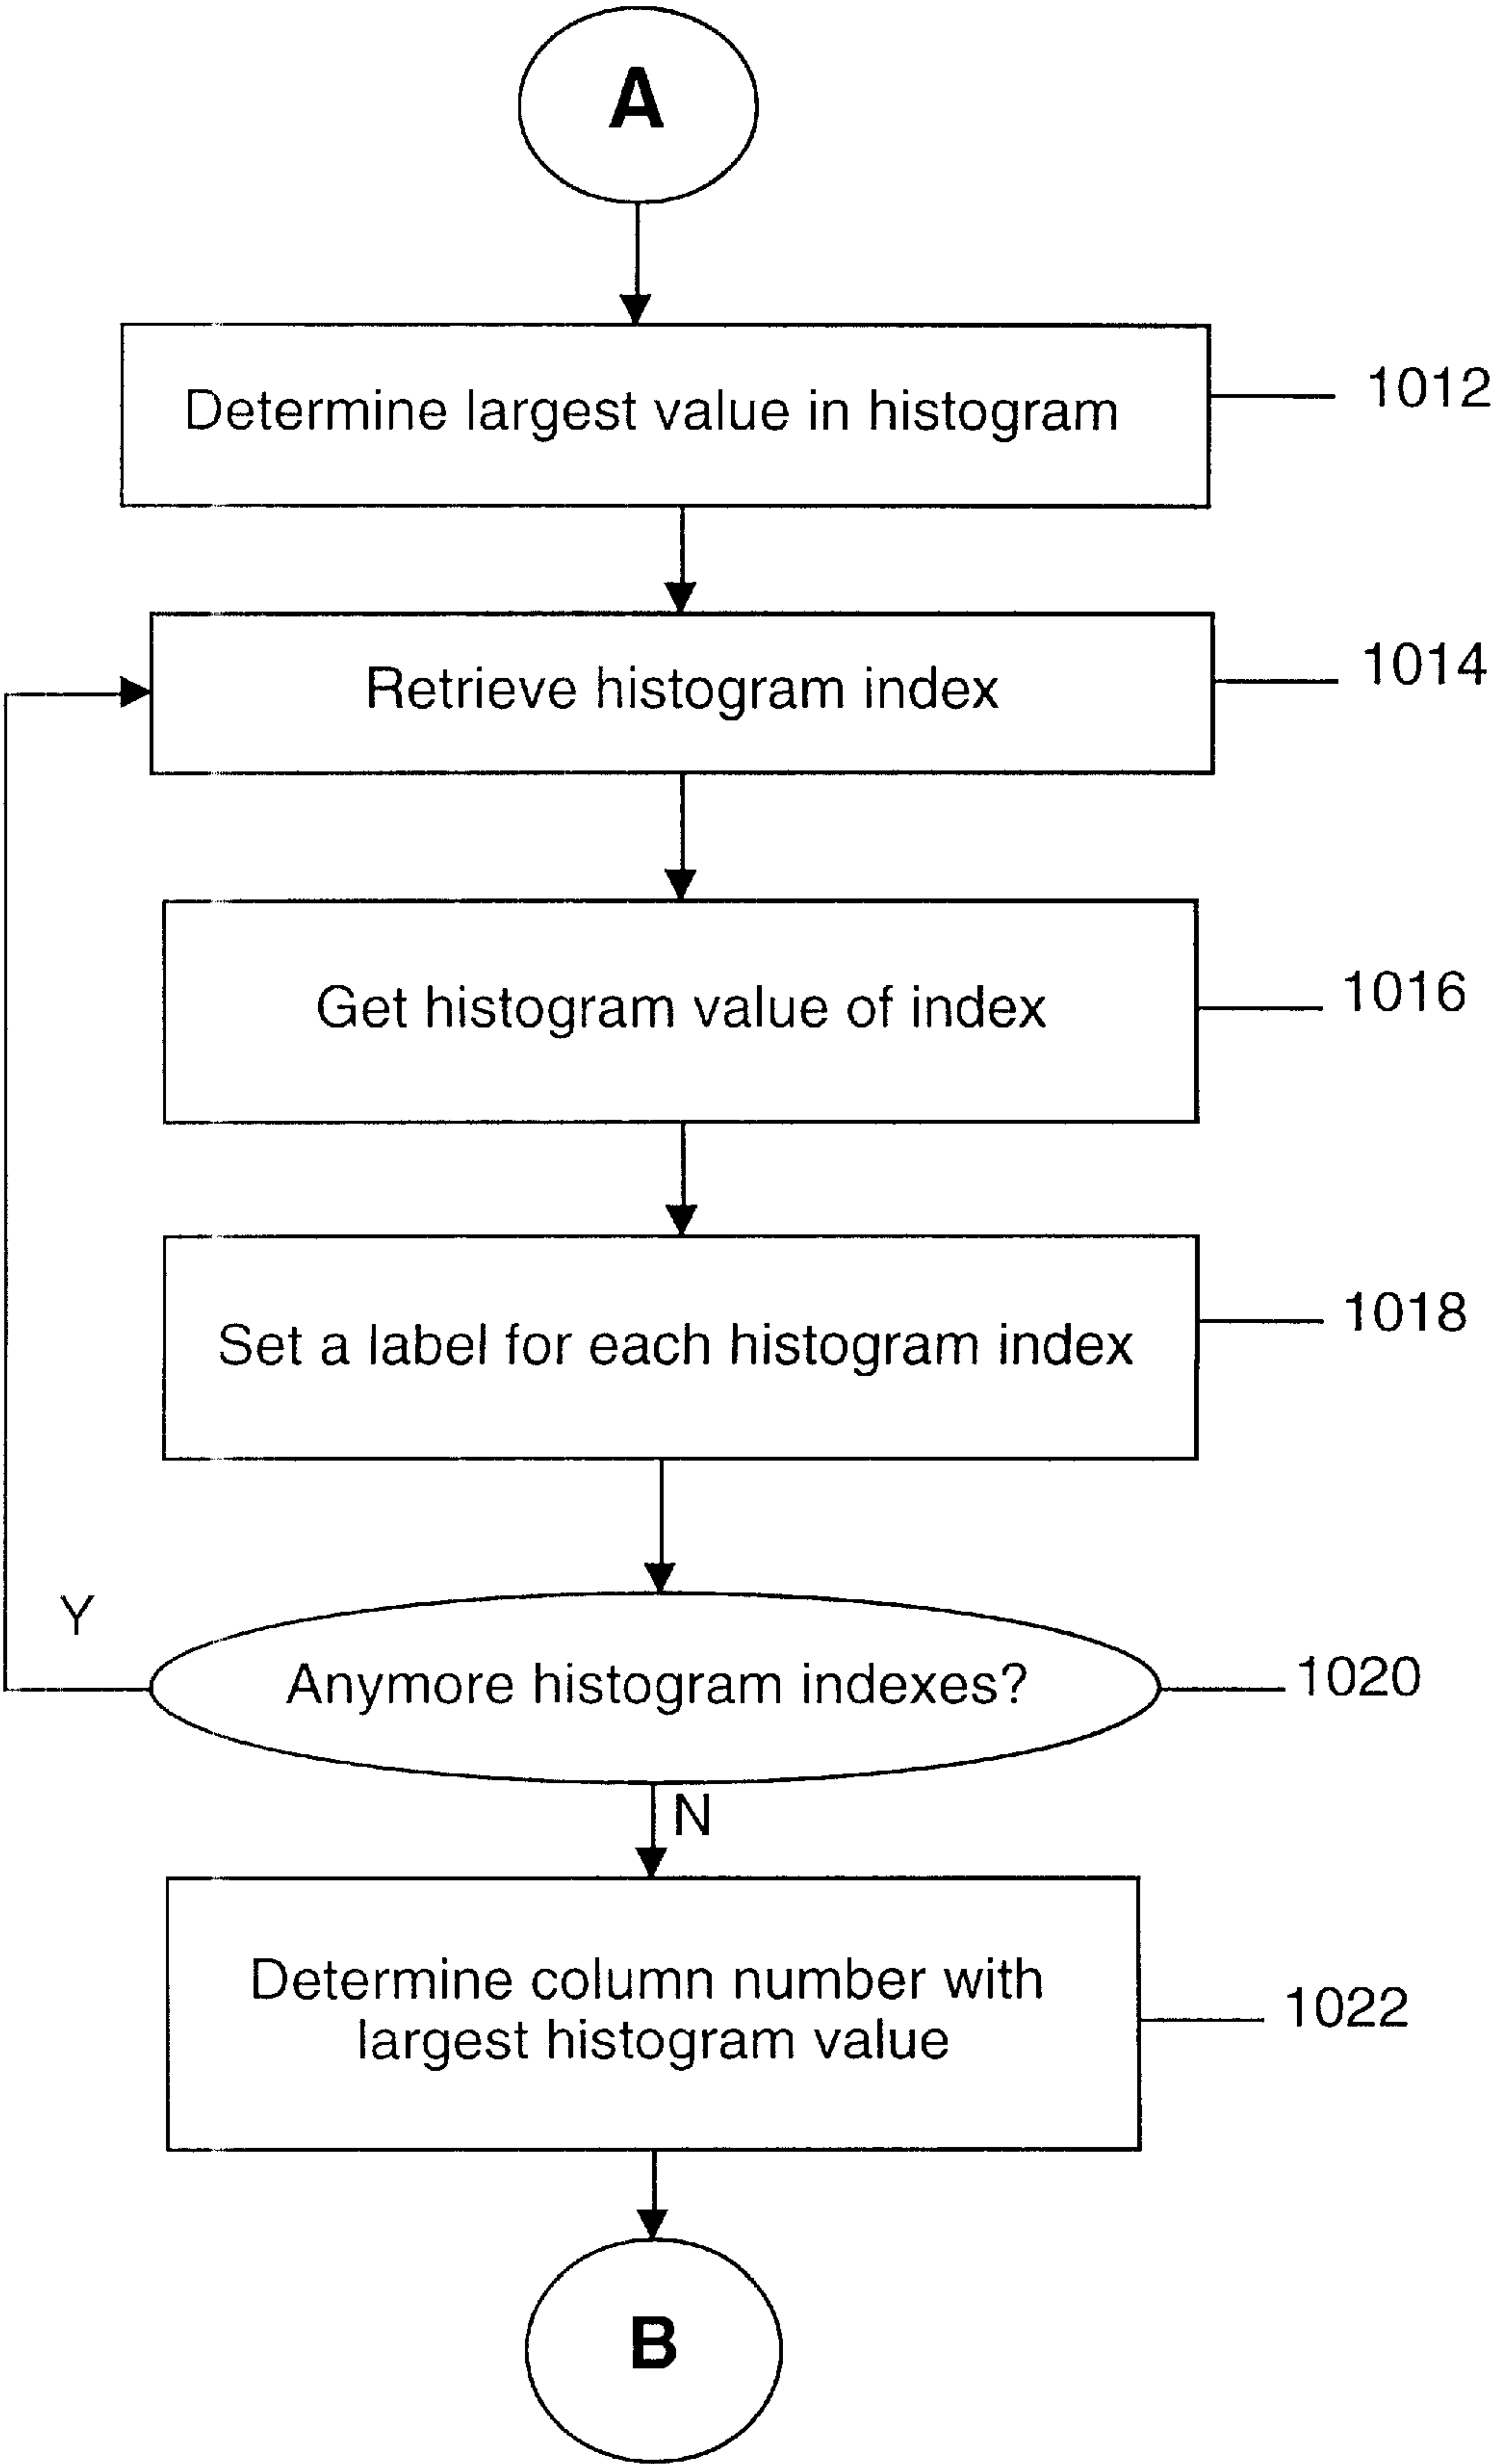 A
Determine largest value in histogram
1012
Retrieve histogram index
1014
Get histogram value of index
1016
Set a label for each histogram index
1018
Y
Anymore histogram indexes?
1020
N
Determine column number with
largest histogram value
1022
B